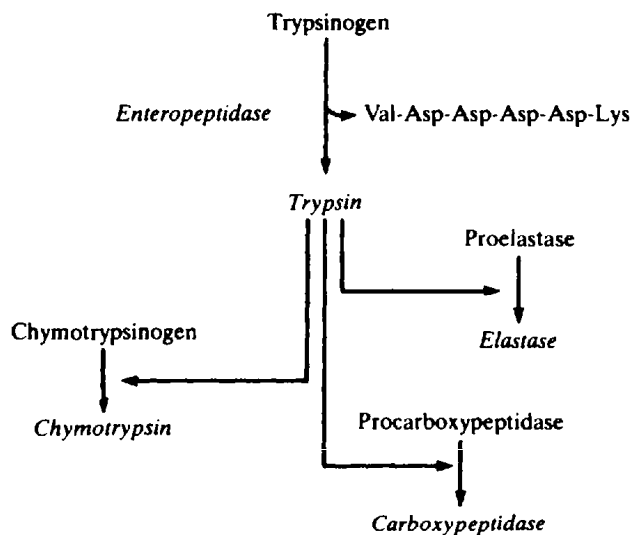 Trypsinogen
Enteropeptidase
Val-Asp-Asp-Asp-Asp-Lys
Trypsin
Proelastase
Elastase
Chymotrypsinogen
Chymotrypsin
Procarboxypeptidase
Carboxypeptidase